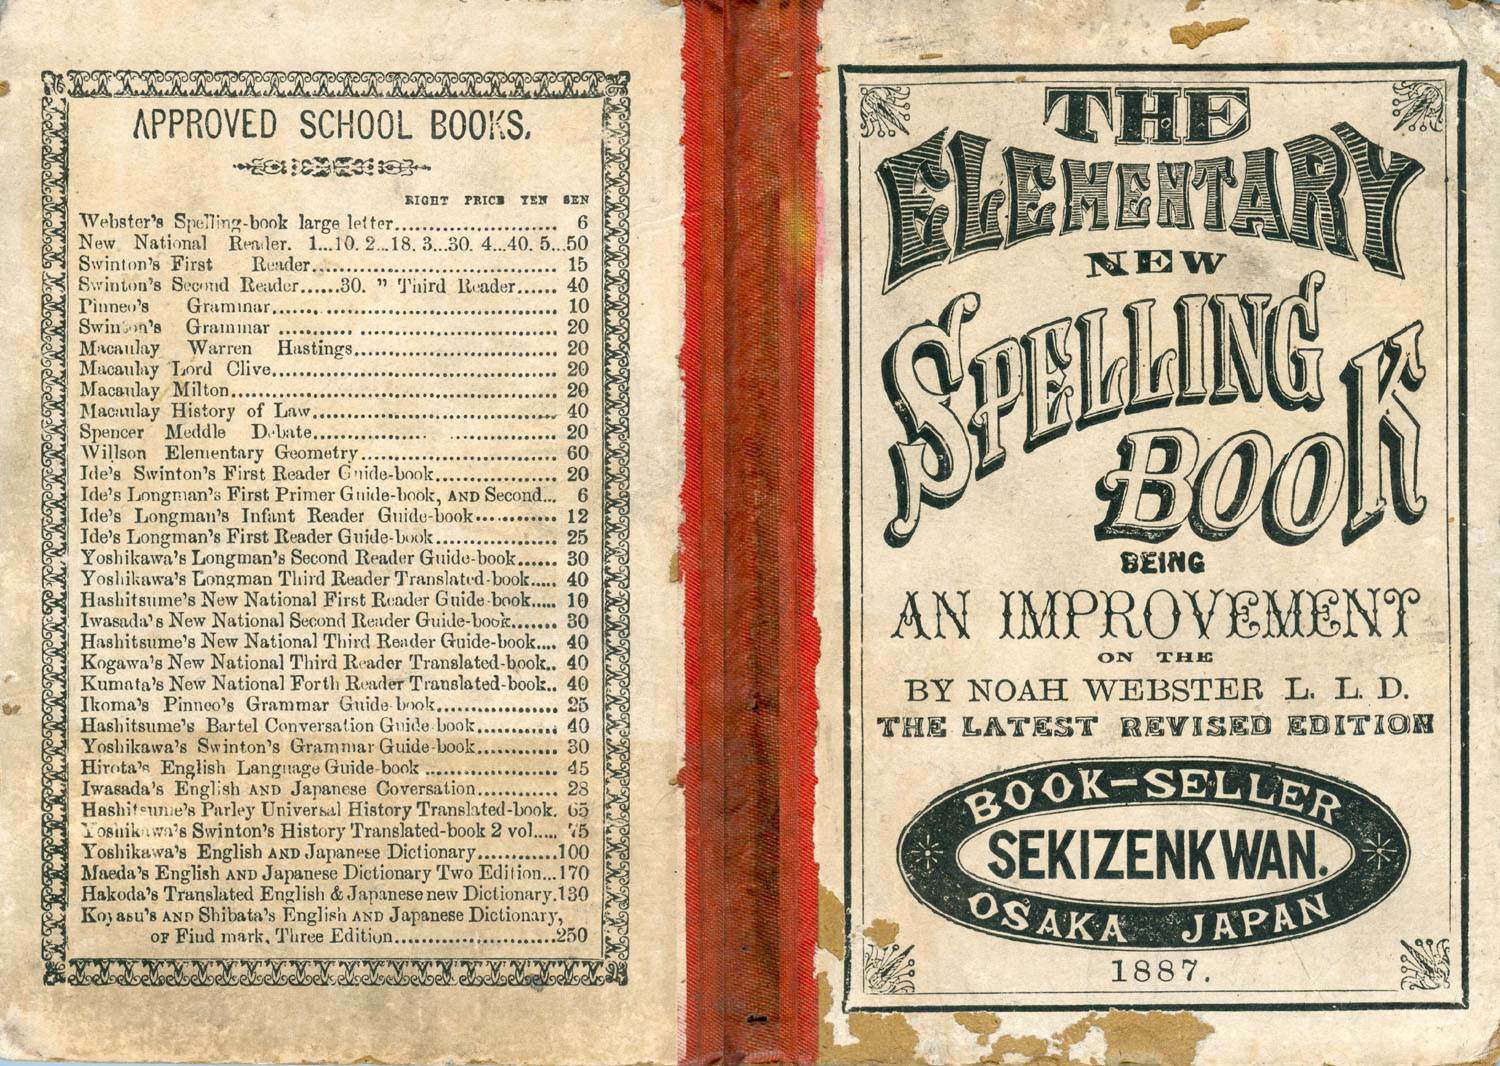 APPROVED SCHOOL BOOKS.
RIGHT PRICE YEN SEN
Webster's Spelling-book large letter........................ 6
New National Reader. 1...10. 2...18. 3...30. 4...40. 5...50
Swinton's First Reader................................... 15
Swinton's Second Reader......30. " Third Reader...... 40
Pinneo's Grammar......................................... 10
Swinton's Grammar ....................................... 20
Macaulay Warren Hastings.............................. 20
Macaulay Lord Clive......................................... 20
Macaulay Milton............................................... 20
Macaulay History of Law................................... 40
Spencer Meddle Debate................ ............... 20
Willson Elementary Geometry............................ 60
Ide's Swinton's First Reader Guide-book................. 20
Ide's Longman's First Primer Guide-book, AND Second... 6
Ide's Longman's Infant Reader Guide-book............ 12
Ide's Longman's First Reader Guide-book................. 25
Yoshikawa's Longman's Second Reader Guide-book...... 30
Yoshikawa's Longman Third Reader Translated-book..... 40
Hashitsume's New National First Reader Guide-book..... 10
Iwasada's New National Second Reader Guide-book....... 30
Hashitsume's New National Third Reader Guide-book.... 40
Kogawa's New National Third Reader Translated-book.. 40
Kumata's New National Forth Reader Translated-book.. 40
Ikoma's Pinneo's Grammar Guide-book................. 25
Hashitsume's Bartel Conversation Guide-book........... 40
Yoshikawa's Swinton's Grammar Guide-book........... 30
Hirota's English Language Guide-book .................. 45
Iwasada's English AND Japanese Coversation........... 28
Hashitsume's Parley Universal History Translated-book. 65
Yoshikawa's Swinton's History Translated-book 2 vol..... 75
Yoshikawa's English AND Japanese Dictionary...........100
Maeda's English AND Japanese Dictionary Two Edition...170
Hakoda's Translated English & Japanese new Dictionary.130
Koyasu's AND Shibata's English AND Japanese Dictionary,
OF Fiud mark, Three Edition.......................250
THE
ELEMENTARY
NEW
SPELLING
BOOK
BEING
AN IMPROVEMENT
ON THE
BY NOAH WEBSTER L. L. D.
THE LATEST REVISED EDITION
BOOK-SELLER
SEKIZENKWAN.
OSAKA JAPAN
1887.